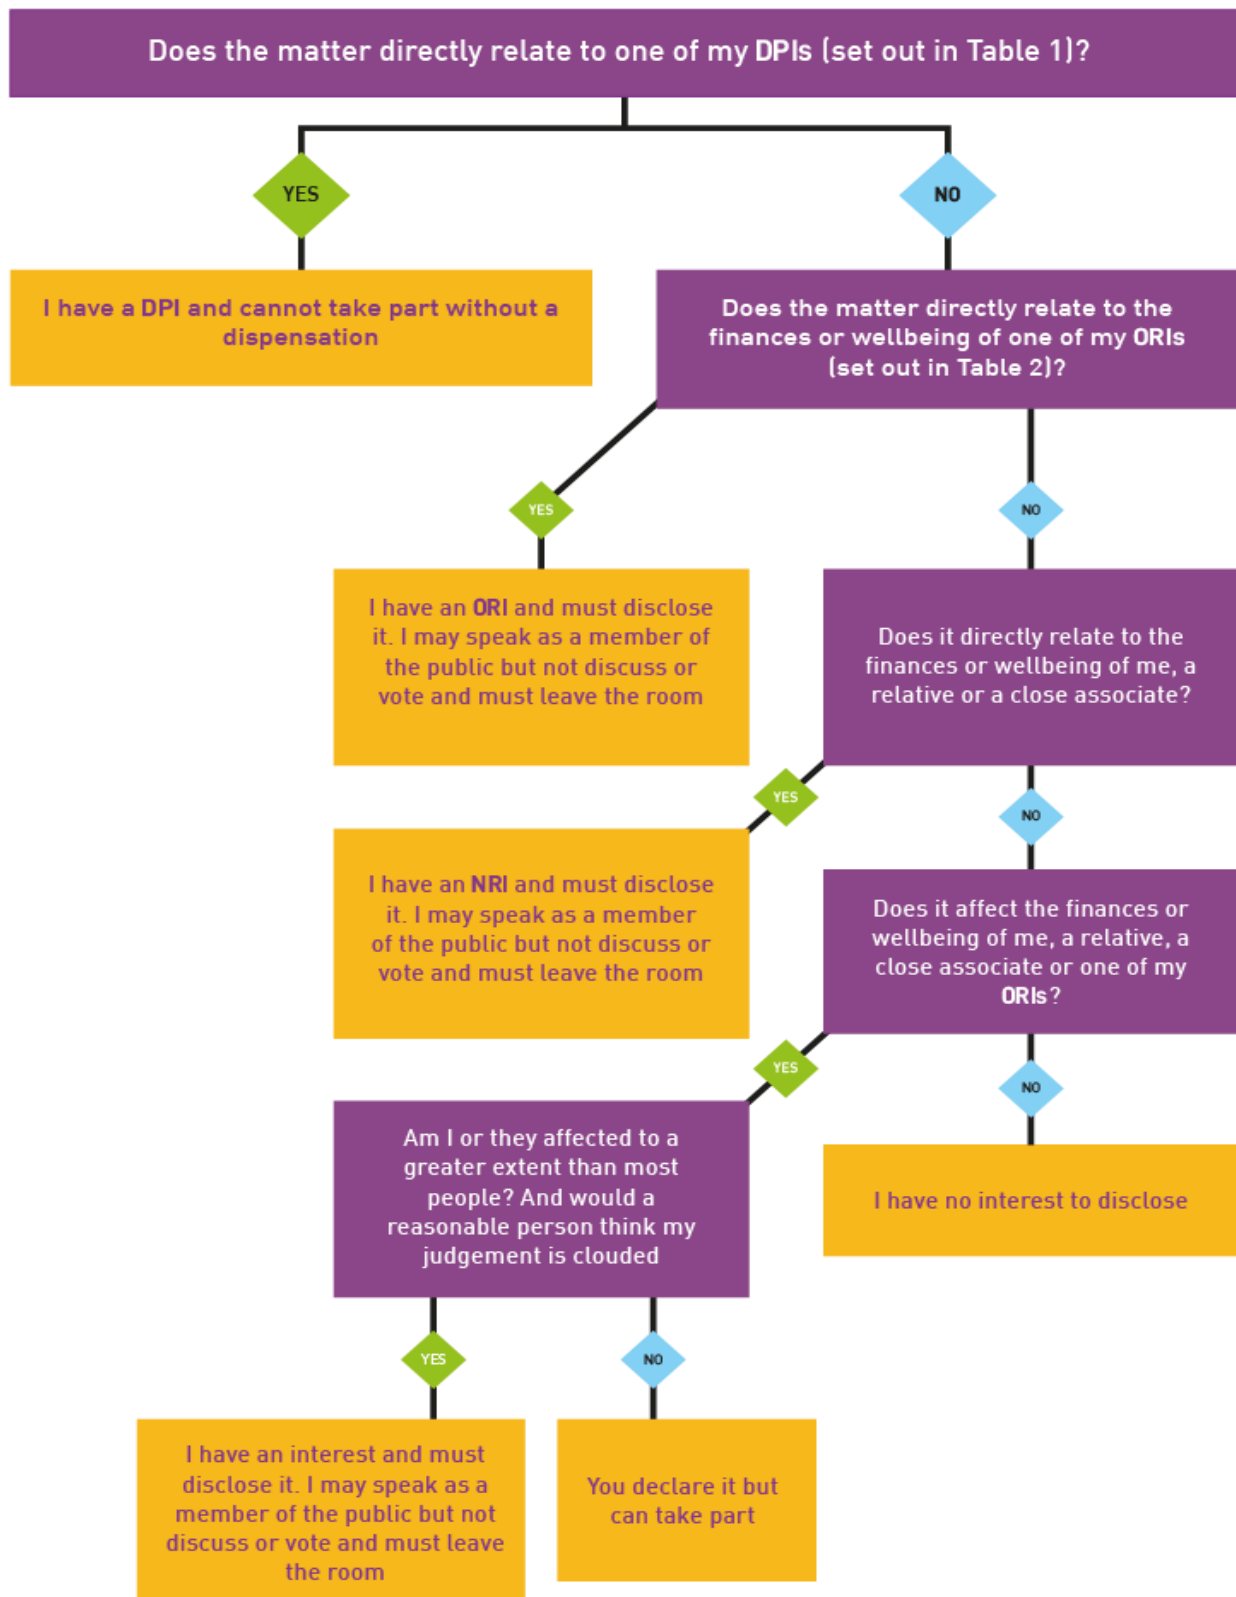 Does the matter directly relate to one of my DPIs (set out in Table 1)?
YES
NO
I have a DPI and cannot take part without a
dispensation
Does the matter directly relate to the
finances or wellbeing of one of my ORIs
(set out in Table 2)?
YES
NO
I have an ORI and must disclose
it. I may speak as a member of
the public but not discuss or
vote and must leave the room
Does it directly relate to the
finances or wellbeing of me, a
relative or a close associate?
YES
NO
I have an NRI and must disclose
it. I may speak as a member
of the public but not discuss or
vote and must leave the room
Does it affect the finances or
wellbeing of me, a relative, a
close associate or one of my
ORIs?
YES
NO
Am I or they affected to a
greater extent than most
people? And would a
reasonable person think my
judgement is clouded
I have no interest to disclose
YES
NO
I have an interest and must
disclose it. I may speak as a
member of the public but not
discuss or vote and must leave
the room
You declare it but
can take part